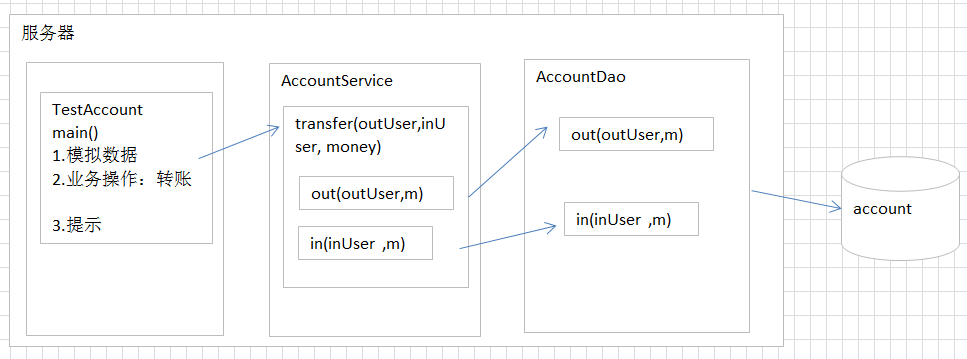 服务器
TestAccount
main()
1.模拟数据
2.业务操作：转账
3.提示
AccountService
transfer(outUser,inU
ser, money)
out(outUser,m)
in(inUser ,m)
AccountDao
out(outUser,m)
in(inUser ,m)
account